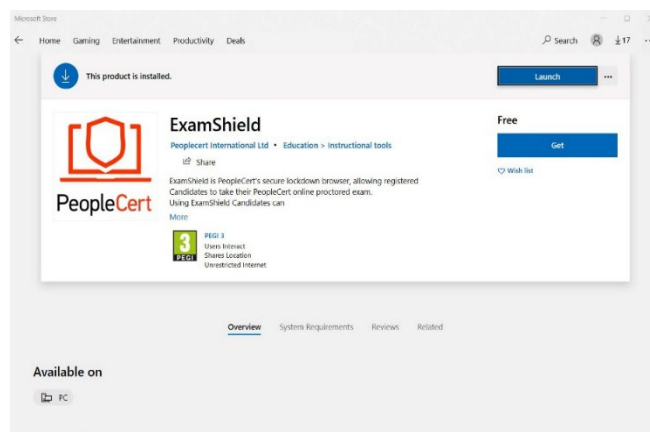 Microsoft Store
Home Gaming Entertainment Productivity Deals Search 17
This product is installed.
Launch
ExamShield
Peoplecert International Ltd • Education > Instructional tools
Share
ExamShield is PeopleCert's secure lockdown browser, allowing registered
Candidates to take their PeopleCert online proctored exam.
Using ExamShield Candidates can
More
PeopleCert
3
PEGI
PEGI 3
Users Interact
Shares Location
Unrestricted Internet
Free
Get
Wish list
Overview System Requirements Reviews Related
Available on
PC